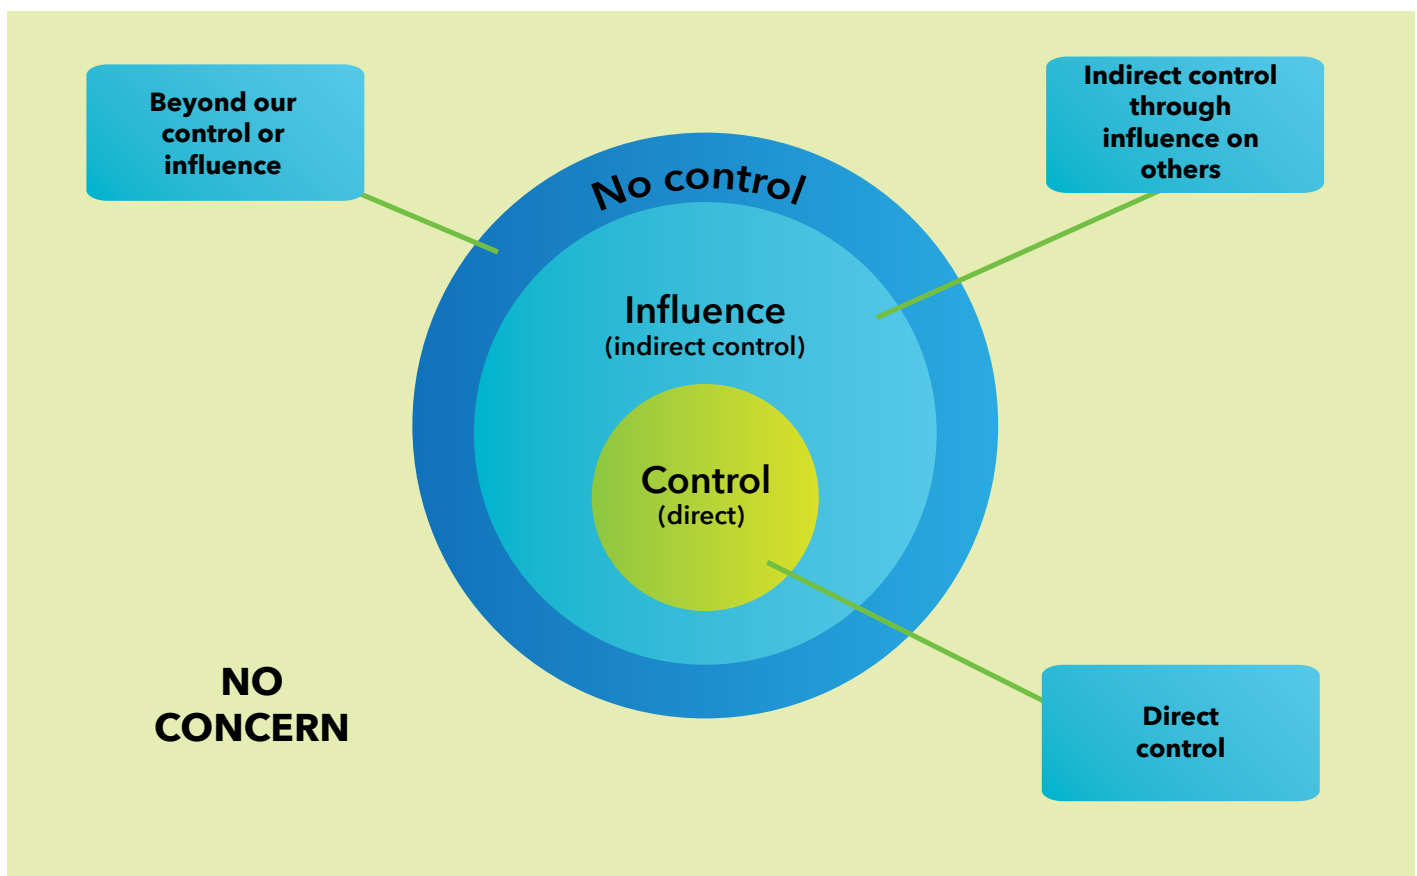 Beyond our
control or
influence
Indirect control
through
influence on
others
No control
Influence
(indirect control)
Control
(direct)
NO
CONCERN
Direct
control